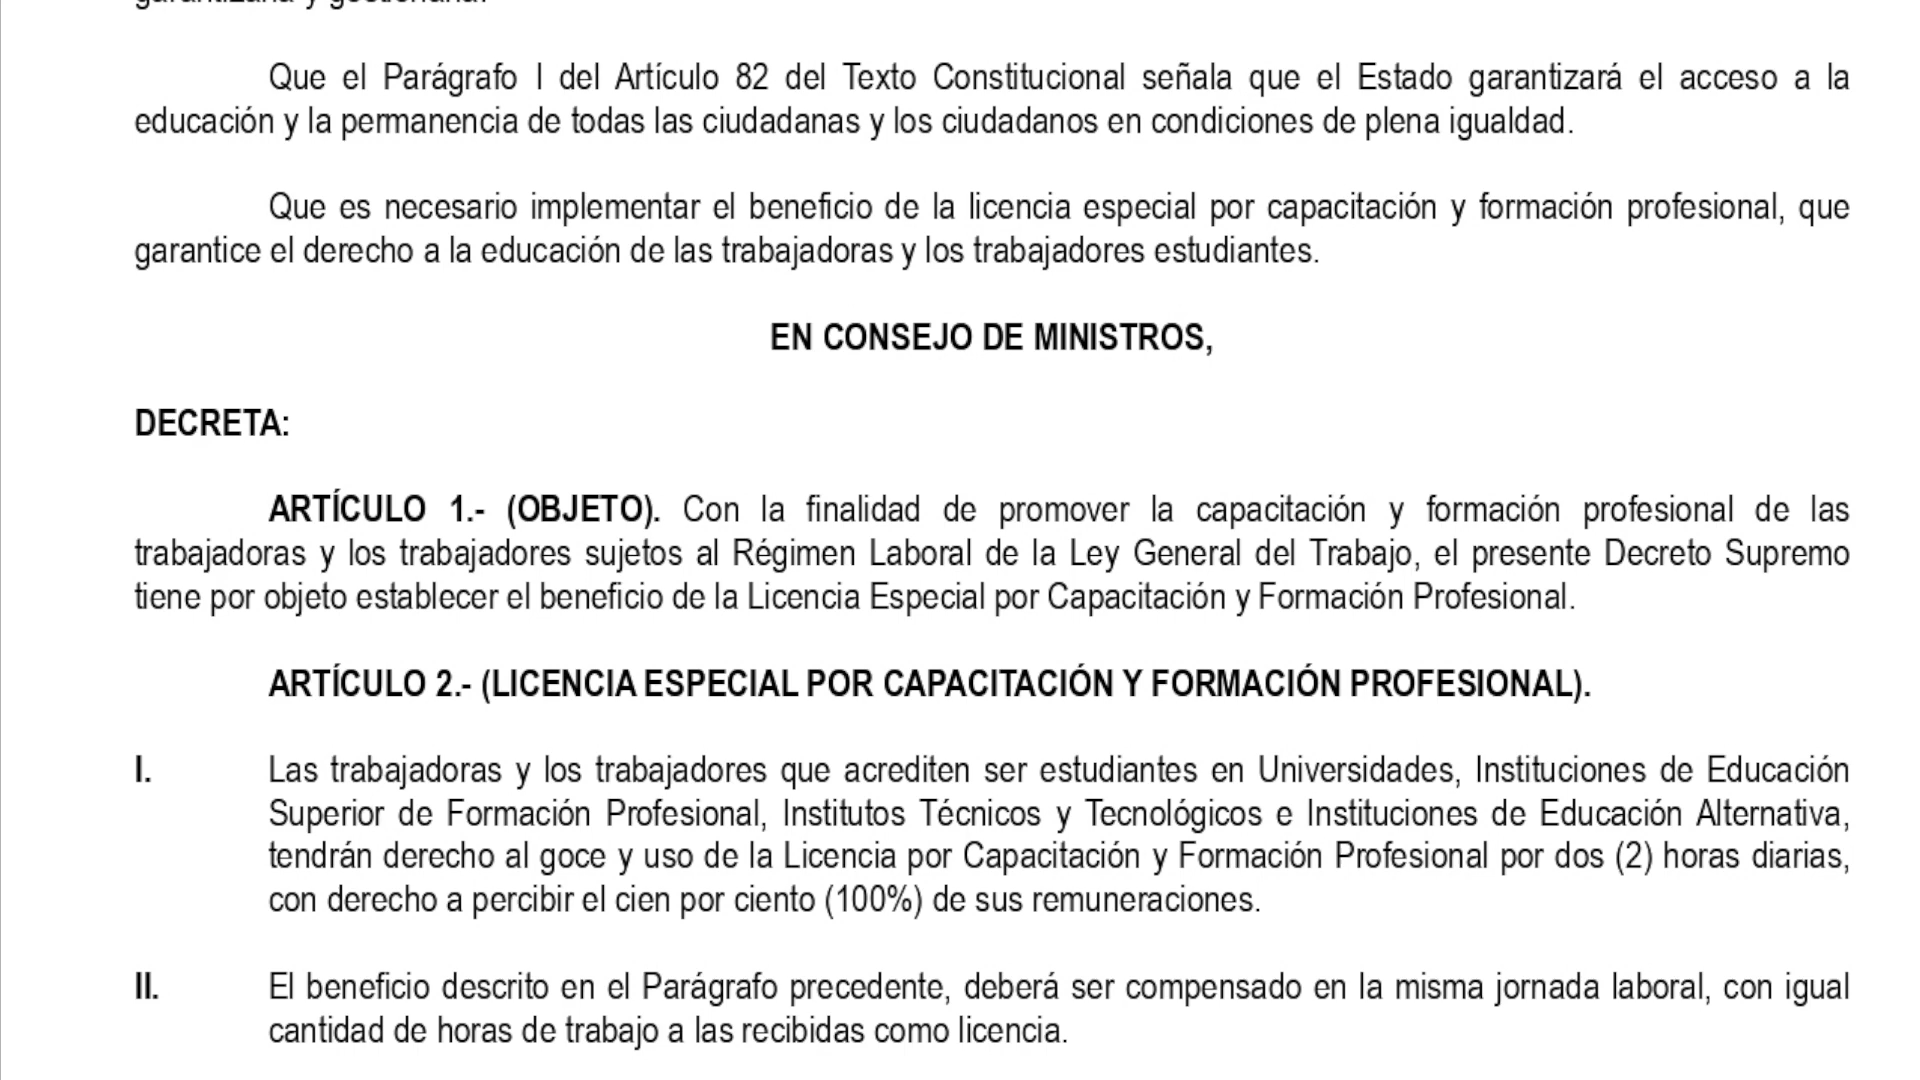 Que el Parágrafo I del Artículo 82 del Texto Constitucional señala que el Estado garantizará el acceso a la
educación y la permanencia de todas las ciudadanas y los ciudadanos en condiciones de plena igualdad.
Que es necesario implementar el beneficio de la licencia especial por capacitación y formación profesional, que
garantice el derecho a la educación de las trabajadoras y los trabajadores estudiantes.
EN CONSEJO DE MINISTROS,
DECRETA:
ARTÍCULO 1.- (OBJETO). Con la finalidad de promover la capacitación y formación profesional de las
trabajadoras y los trabajadores sujetos al Régimen Laboral de la Ley General del Trabajo, el presente Decreto Supremo
tiene por objeto establecer el beneficio de la Licencia Especial por Capacitación y Formación Profesional.
ARTÍCULO 2.- (LICENCIA ESPECIAL POR CAPACITACIÓN Y FORMACIÓN PROFESIONAL).
I. Las trabajadoras y los trabajadores que acrediten ser estudiantes en Universidades, Instituciones de Educación
Superior de Formación Profesional, Institutos Técnicos y Tecnológicos e Instituciones de Educación Alternativa,
tendrán derecho al goce y uso de la Licencia por Capacitación y Formación Profesional por dos (2) horas diarias,
con derecho a percibir el cien por ciento (100%) de sus remuneraciones.
II. El beneficio descrito en el Parágrafo precedente, deberá ser compensado en la misma jornada laboral, con igual
cantidad de horas de trabajo a las recibidas como licencia.